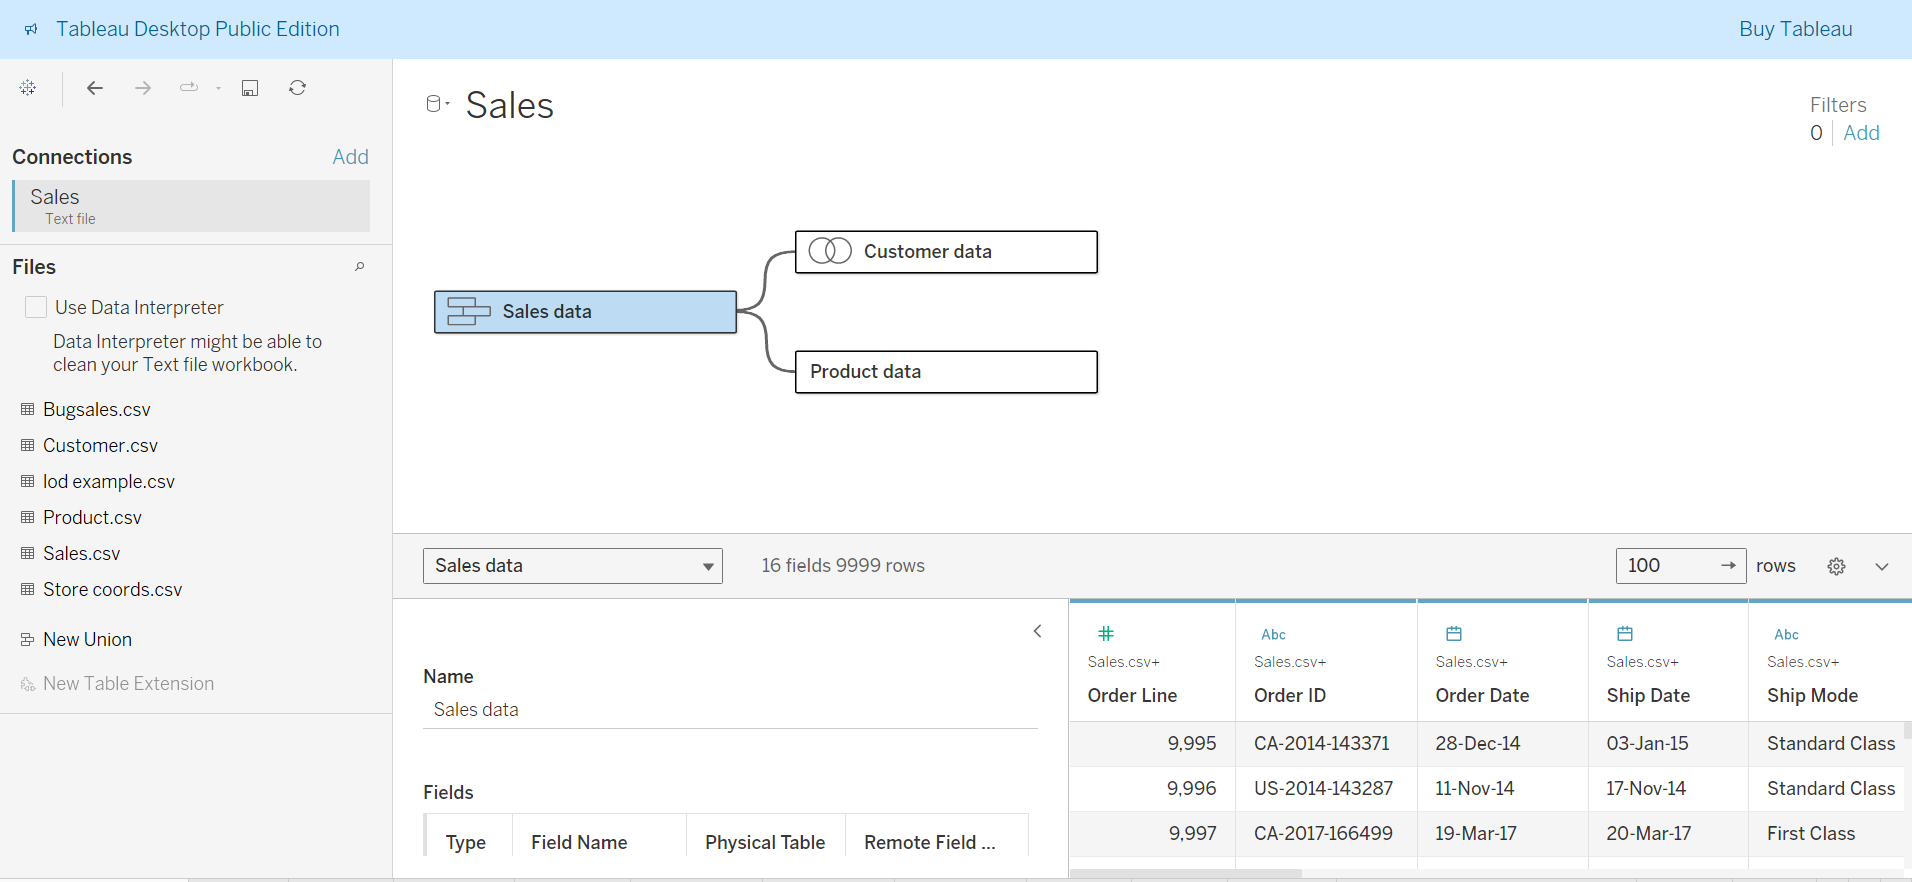 Tableau Desktop Public Edition
Buy Tableau
Sales
Filters
0 Add
Connections Add
Sales
Text file
Files
Use Data Interpreter
Data Interpreter might be able to
clean your Text file workbook.
Bugsales.csv
Customer.csv
lod example.csv
Product.csv
Sales.csv
Store coords.csv
New Union
New Table Extension
Customer data
Sales data
Product data
Sales data 16 fields 9999 rows 100 rows
Name
Sales data
Fields
Type Field Name Physical Table Remote Field ...
Abc Abc
Sales.csv+ Sales.csv+ Sales.csv+ Sales.csv+ Sales.csv+
Order Line Order ID Order Date Ship Date Ship Mode
9,995 CA-2014-143371 28-Dec-14 03-Jan-15 Standard Class
9,996 US-2014-143287 11-Nov-14 17-Nov-14 Standard Class
9,997 CA-2017-166499 19-Mar-17 20-Mar-17 First Class